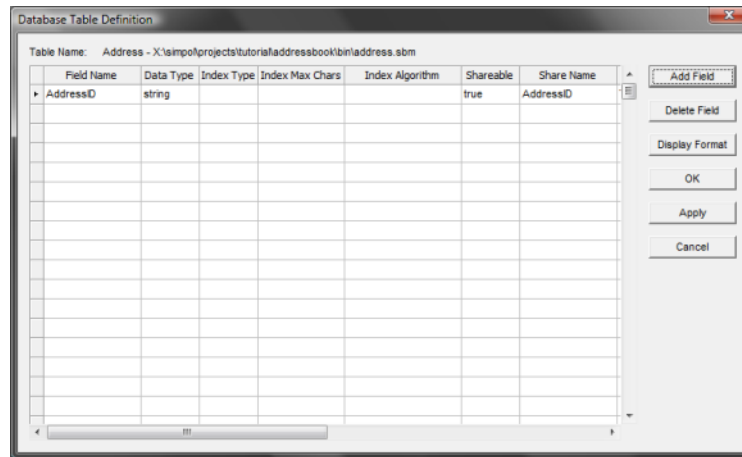 Database Table Definition
Table Name: Address - X:\simpol\projects\tutorial\addressbook\bin\address.sbm
Field Name Data Type Index Type Index Max Chars Index Algorithm Shareable Share Name
AddressID string true AddressID
Add Field
Delete Field
Display Format
OK
Apply
Cancel